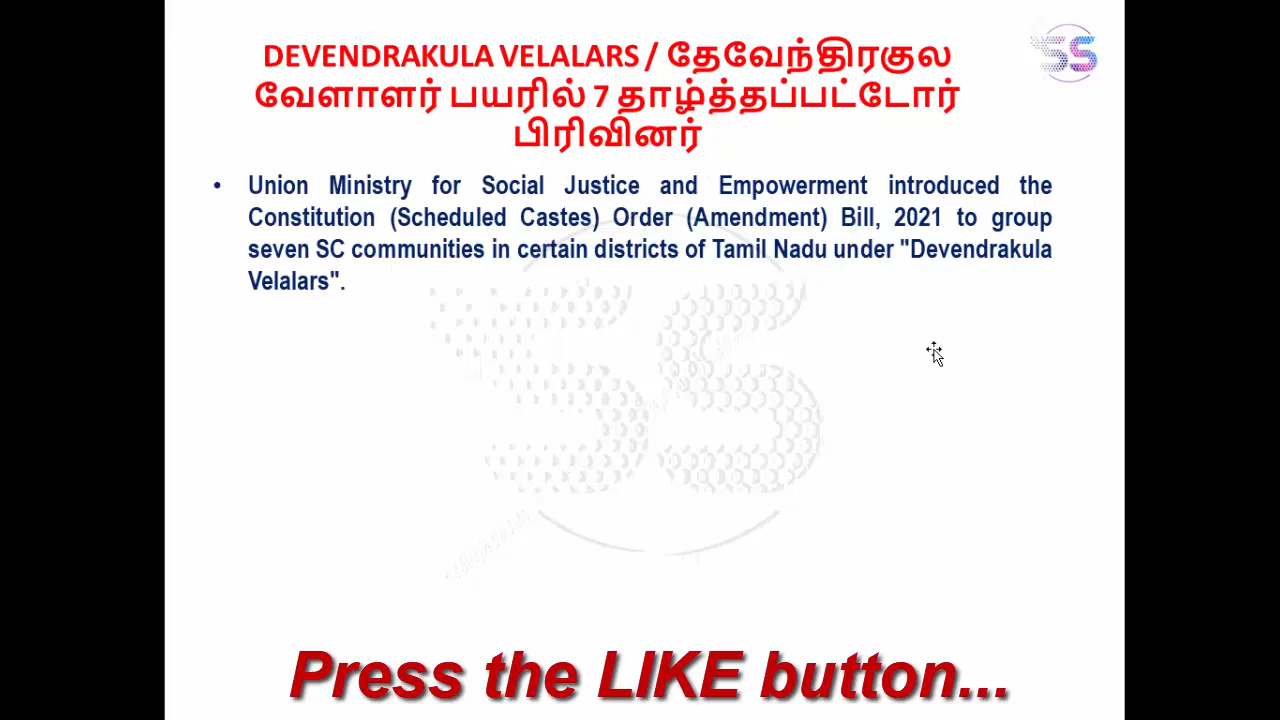 DEVENDRAKULA VELALARS / தேவேந்திரகுல
வேளாளர் பயரில் 7 தாழ்த்தப்பட்டோர்
பிரிவினர்
SS
• Union Ministry for Social Justice and Empowerment introduced the
Constitution (Scheduled Castes) Order (Amendment) Bill, 2021 to group
seven SC communities in certain districts of Tamil Nadu under "Devendrakula
Velalars".
SS
Press the LIKE button...